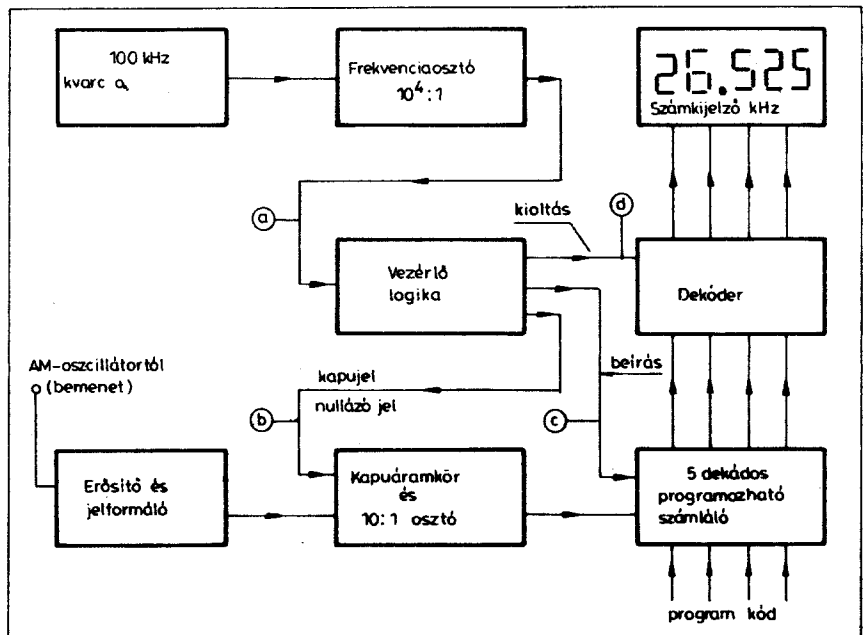 100 kHz
kvarc o.
Frekvenciaosztó
10⁴:1
26.525
Számkijelző kHz
a
kioltás
d
Vezérlő
logika
Dekóder
AM-oszcillátortól
(bemenet)
kapujel
nullázó jel
beírás
b
c
Erősítő és
jelformáló
Kapuáramkör
és
10:1 osztó
5 dekádos
programozható
számláló
program kód